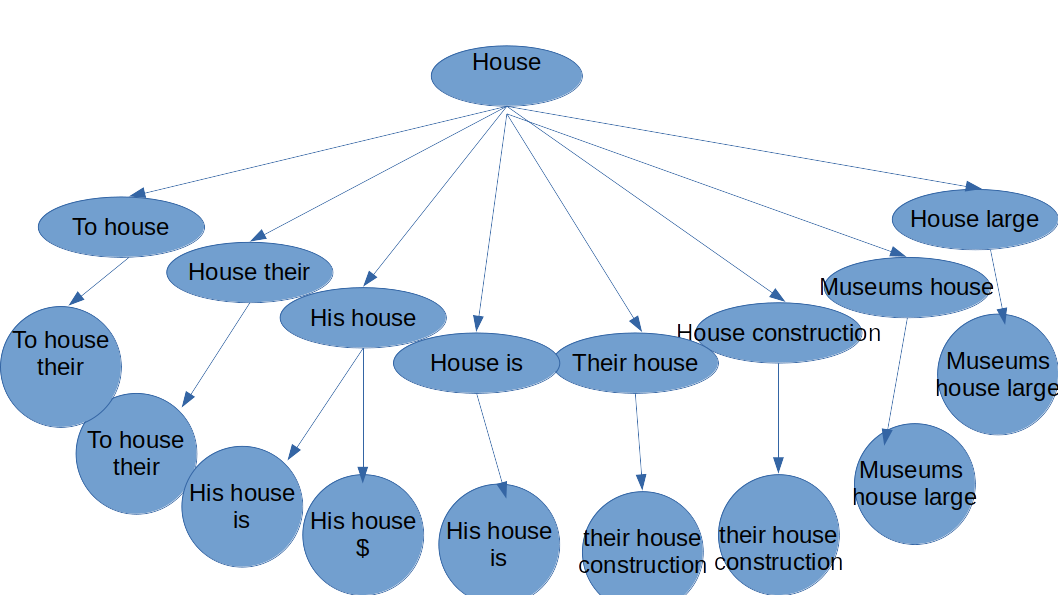 House
To house
House their
His house
House is
Their house
House construction
Museums house
House large
To house
their
To house
their
His house
is
His house
$
His house
is
their house
construction
their house
construction
Museums
house large
Museums
house large